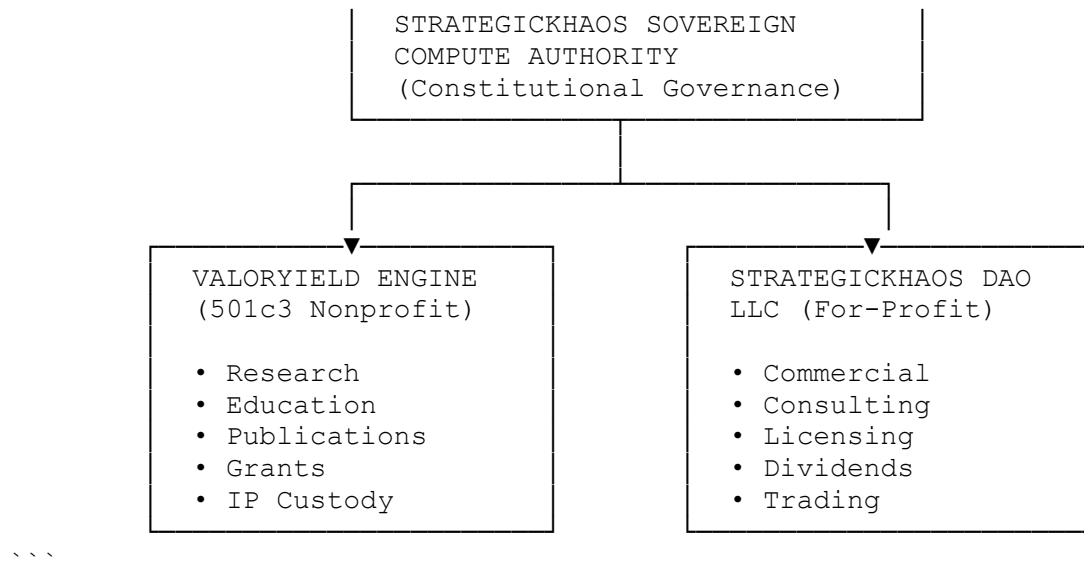 STRATEGICKHAOS SOVEREIGN
COMPUTE AUTHORITY
(Constitutional Governance)
VALORYIELD ENGINE
(501c3 Nonprofit)
• Research
• Education
• Publications
• Grants
• IP Custody
STRATEGICKHAOS DAO
LLC (For-Profit)
• Commercial
• Consulting
• Licensing
• Dividends
• Trading
```